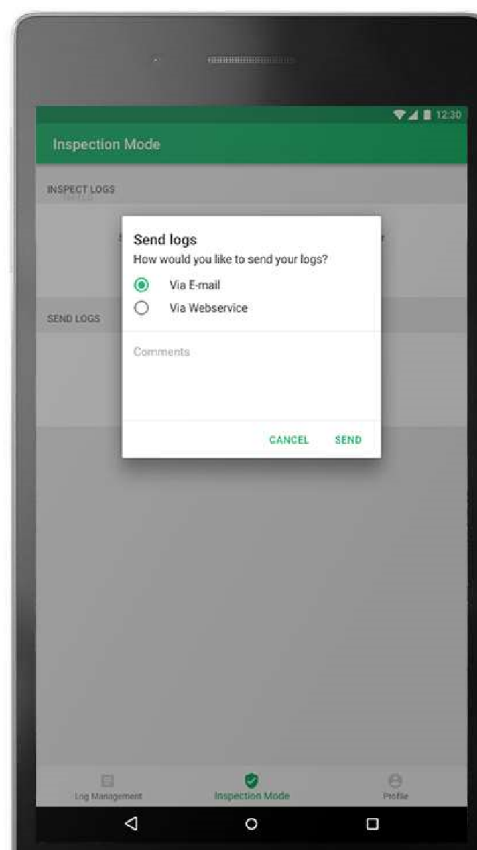 12:30
Inspection Mode
INSPECT LOGS
Send logs
How would you like to send your logs?
Via E-mail
Via Webservice
SEND LOGS
Comments
CANCEL SEND
Log Management Inspection Mode Profile